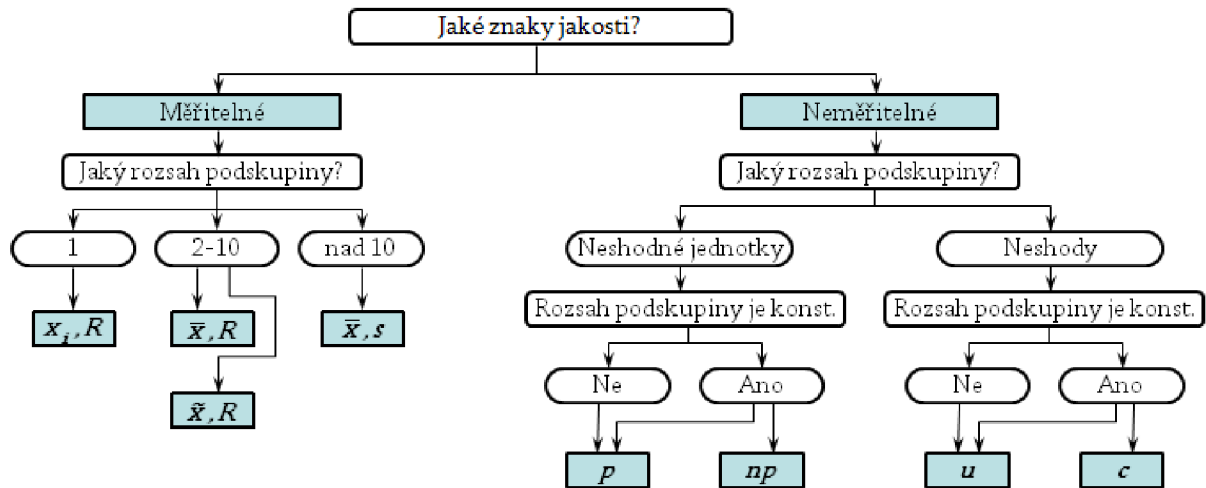 Jaké znaky jakosti?
Měřitelné
Neměřitelné
Jaký rozsah podskupiny?
Jaký rozsah podskupiny?
1
2-10
nad 10
Neshodné jednotky
Neshody
x_i, R
x̄, R
x̄, s
Rozsah podskupiny je konst.
Rozsah podskupiny je konst.
x̃, R
Ne
Ano
Ne
Ano
p
np
u
c